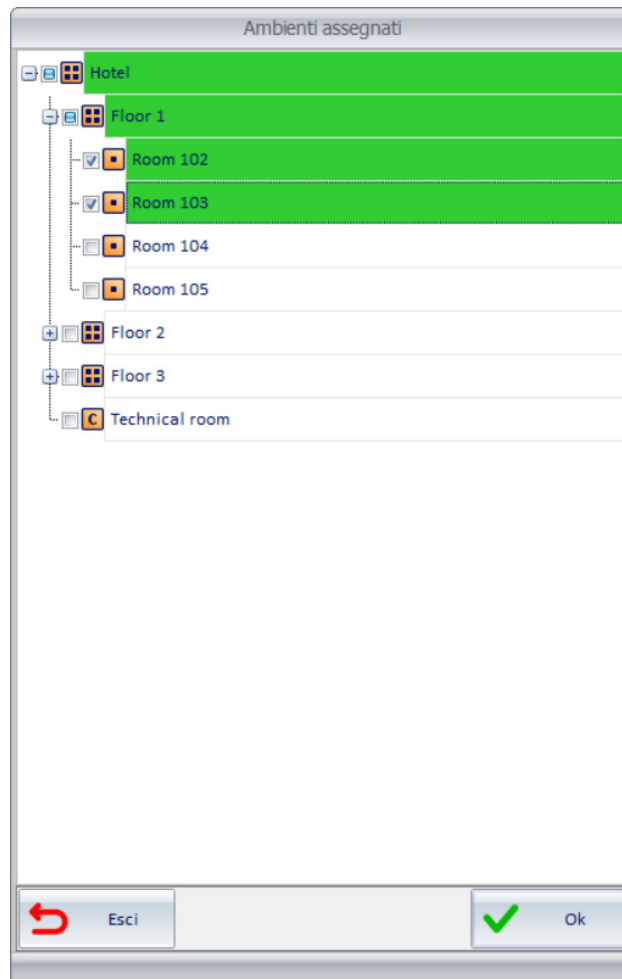 Ambienti assegnati
Hotel
Floor 1
Room 102
Room 103
Room 104
Room 105
Floor 2
Floor 3
C Technical room
Esci
Ok